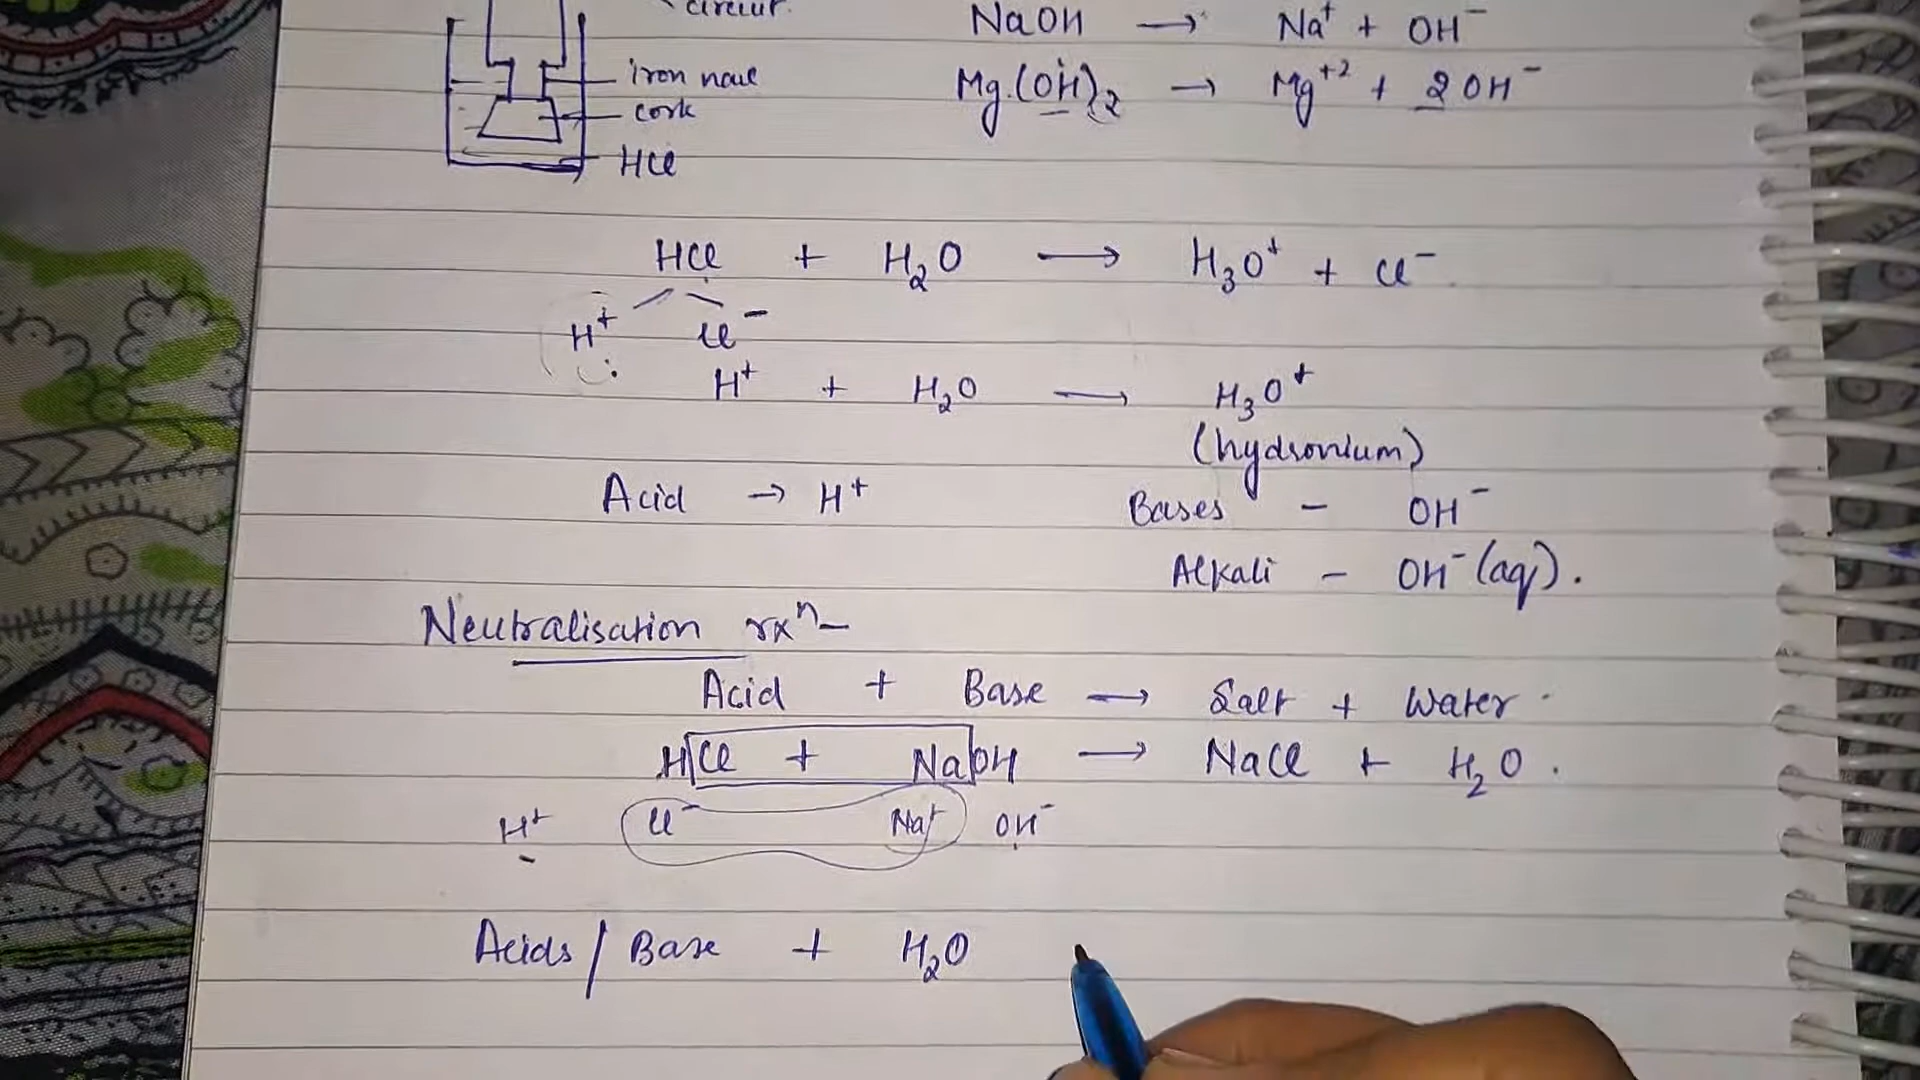 circuit.
NaOH → Na⁺ + OH⁻
iron nail
Mg(OH)₂ → Mg⁺² + 2OH⁻
cork
HCl
HCl + H₂O → H₃O⁺ + Cl⁻
H⁺ Cl⁻
H⁺ + H₂O → H₃O⁺
(hydronium)
Acid → H⁺
Bases - OH⁻
Alkali - OH⁻(aq).
Neutralisation rxⁿ-
Acid + Base → Salt + Water
HCl + NaOH → NaCl + H₂O.
H⁺ Cl⁻ Na⁺ OH⁻
Acids / Base + H₂O